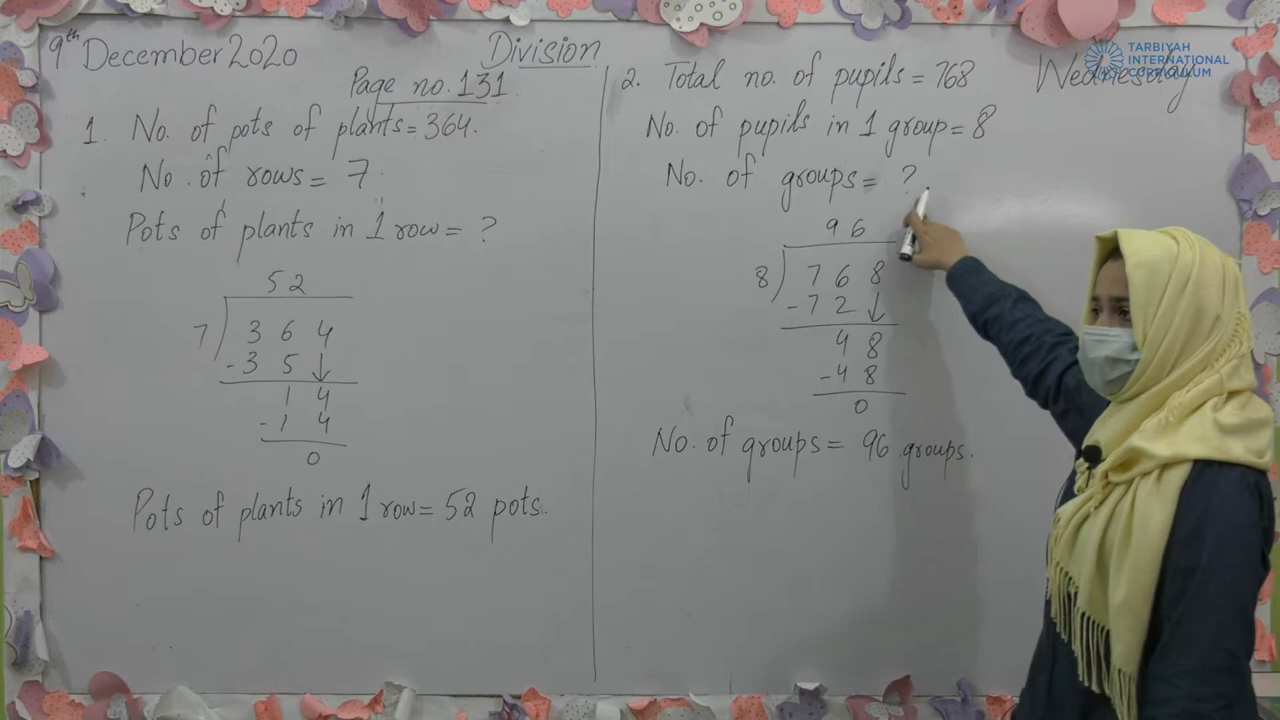 9th December 2020
Division
Wednesday
TARBIYAH
INTERNATIONAL
CURRICULUM
Page no. 131
1. No. of pots of plants = 364.
No. of rows = 7.
Pots of plants in 1 row = ?
52
7 364
-35↓
14
-14
0
Pots of plants in 1 row = 52 pots.
2. Total no. of pupils = 768
No. of pupils in 1 group = 8
No. of groups = ?
96
8 768
-72↓
48
-48
0
No. of groups = 96 groups.